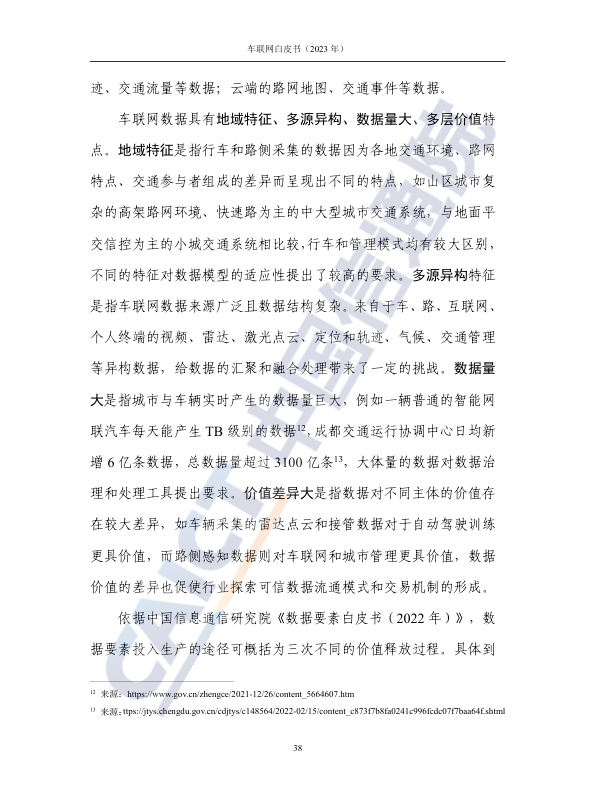 车联网白皮书（2023 年）
迹、交通流量等数据；云端的路网地图、交通事件等数据。
车联网数据具有地域特征、多源异构、数据量大、多层价值特
点。地域特征是指行车和路侧采集的数据因为各地交通环境、路网
特点、交通参与者组成的差异而呈现出不同的特点，如山区城市复
杂的高架路网环境、快速路为主的中大型城市交通系统，与地面平
交信控为主的小城交通系统相比较，行车和管理模式均有较大区别，
不同的特征对数据模型的适应性提出了较高的要求。多源异构特征
是指车联网数据来源广泛且数据结构复杂。来自于车、路、互联网、
个人终端的视频、雷达、激光点云、定位和轨迹、气候、交通管理
等异构数据，给数据的汇聚和融合处理带来了一定的挑战。数据量
大是指城市与车辆实时产生的数据量巨大，例如一辆普通的智能网
联汽车每天能产生 TB 级别的数据12，成都交通运行协调中心日均新
增 6 亿条数据，总数据量超过 3100 亿条13，大体量的数据对数据治
理和处理工具提出要求。价值差异大是指数据对不同主体的价值存
在较大差异，如车辆采集的雷达点云和接管数据对于自动驾驶训练
更具价值，而路侧感知数据则对车联网和城市管理更具价值，数据
价值的差异也促使行业探索可信数据流通模式和交易机制的形成。
依据中国信息通信研究院《数据要素白皮书（2022 年）》，数
据要素投入生产的途径可概括为三次不同的价值释放过程。具体到
12 来源：https://www.gov.cn/zhengce/2021-12/26/content_5664607.htm
13 来源：ttps://jtys.chengdu.gov.cn/cdjtys/c148564/2022-02/15/content_c873f7b8fa0241c996fcdc07f7baa64f.shtml
38
CAICT 中国信通院